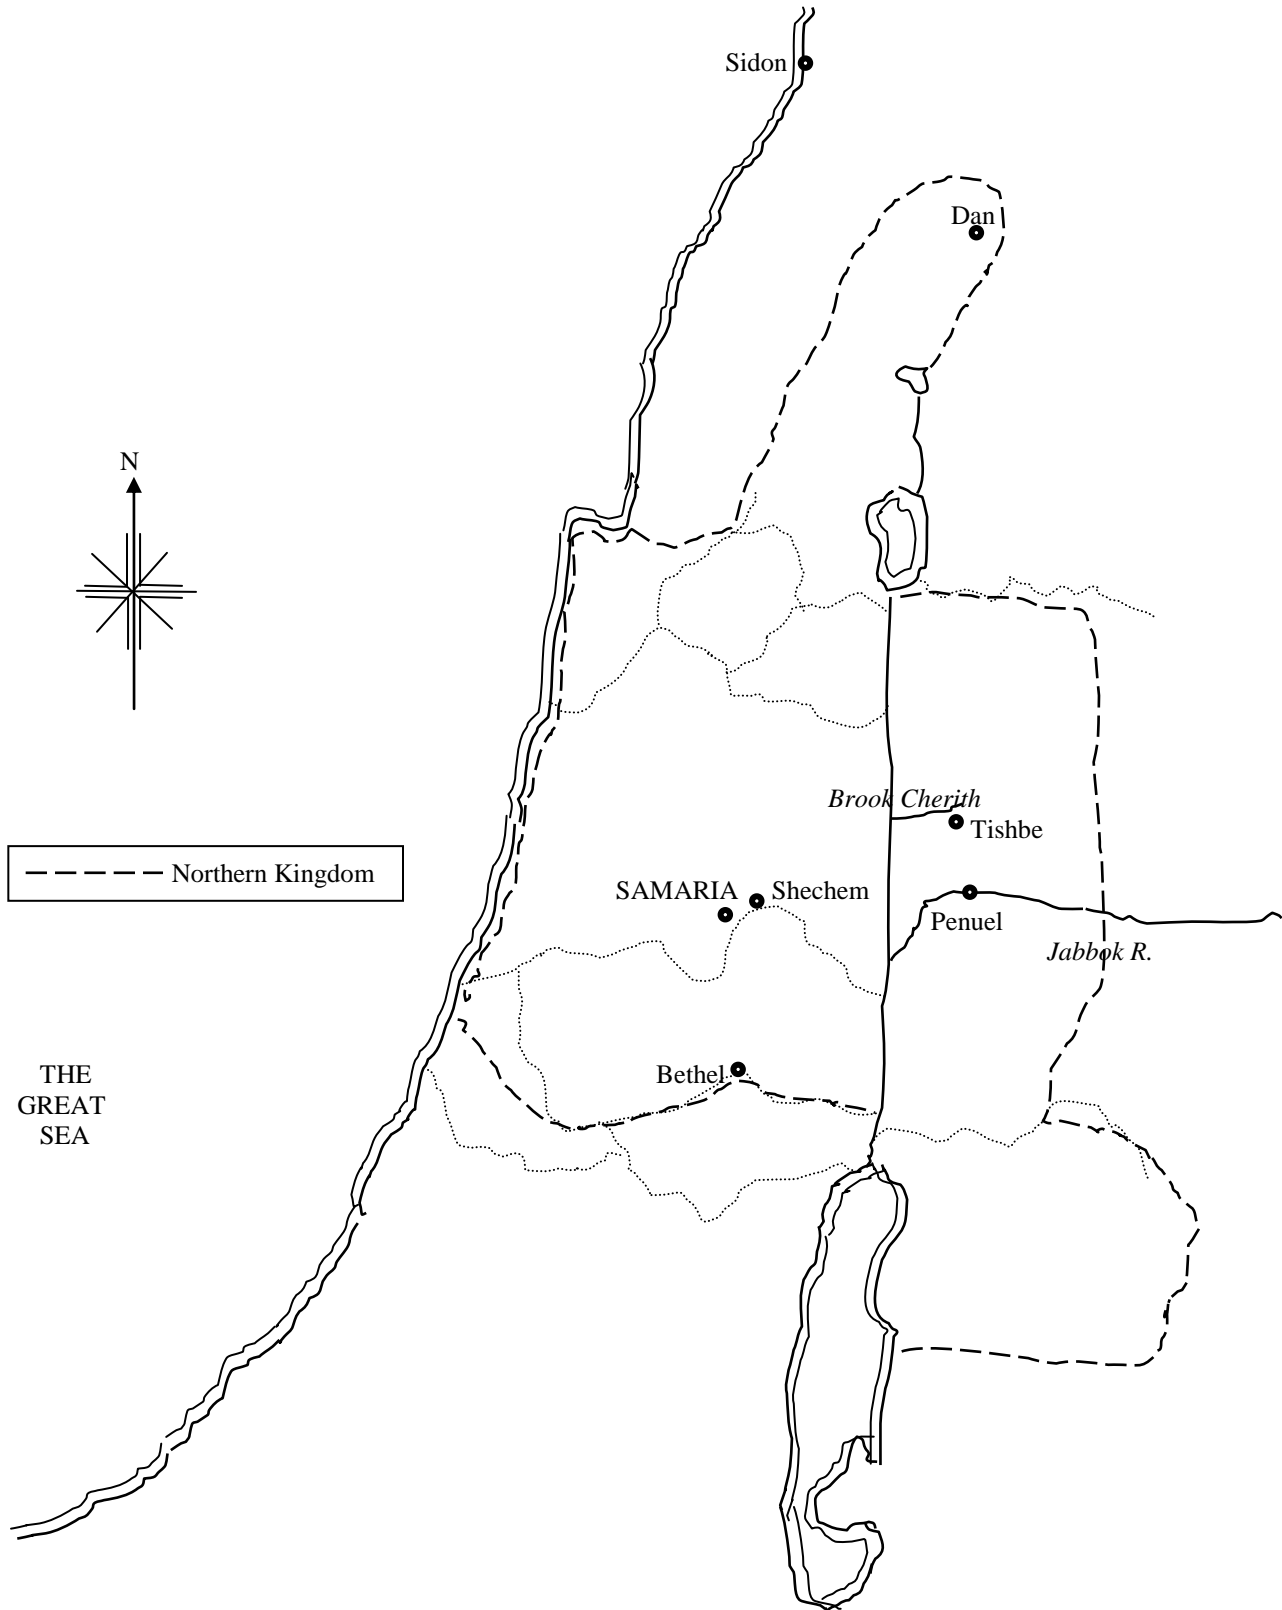 Sidon
Dan
N
Brook Cherith
Tishbe
Northern Kingdom
SAMARIA
Shechem
Penuel
Jabbok R.
Bethel
THE
GREAT
SEA